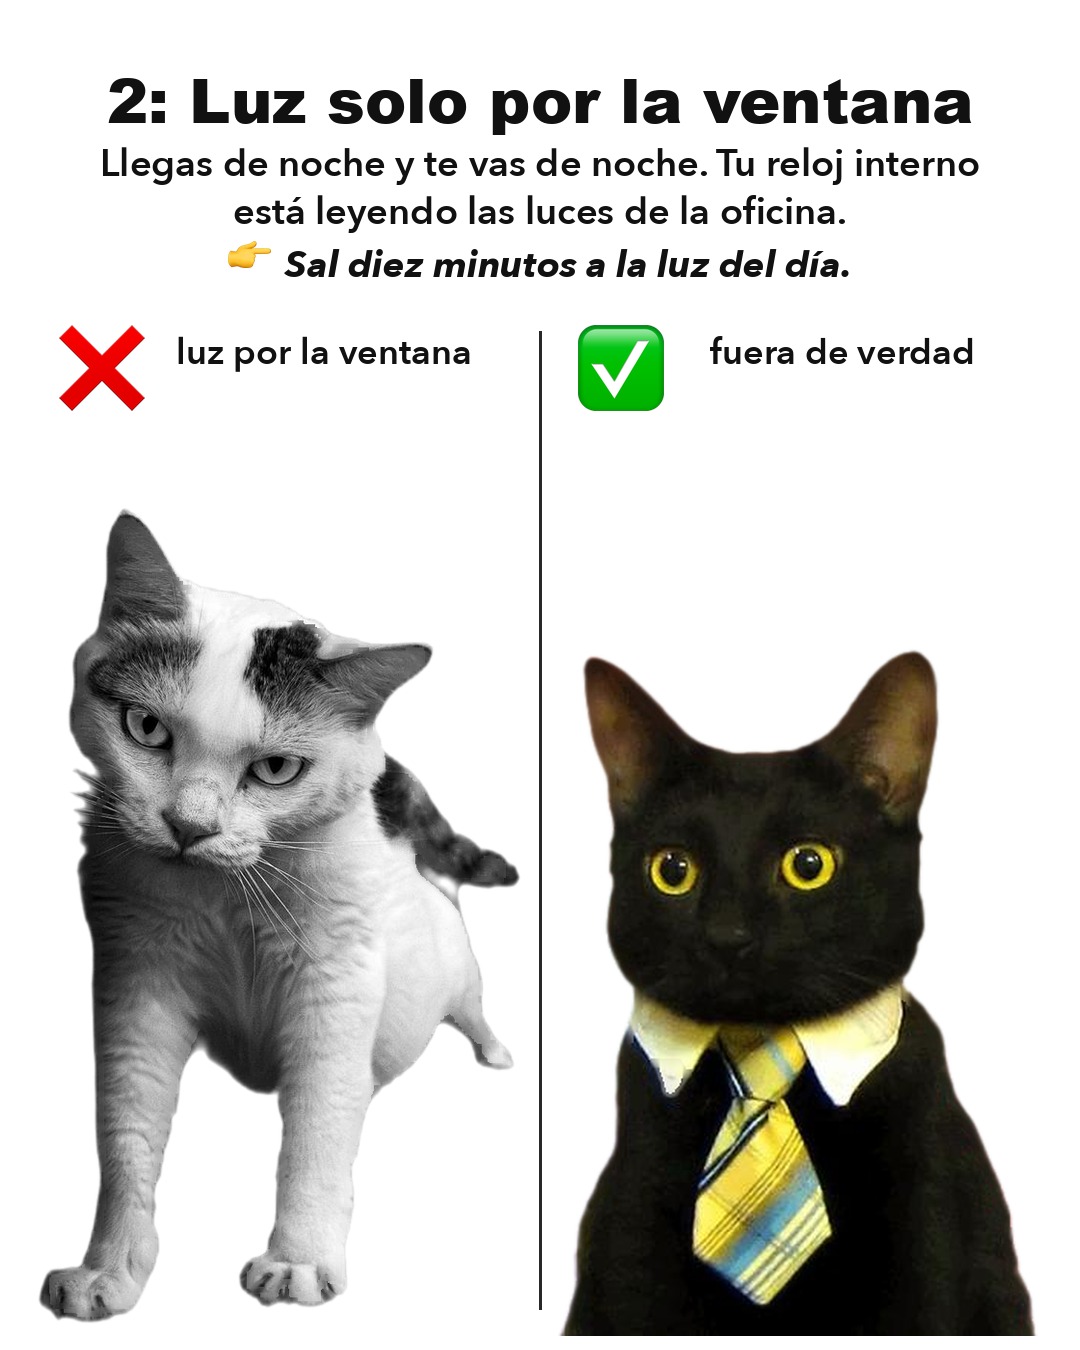 2: Luz solo por la ventana
Llegas de noche y te vas de noche. Tu reloj interno
está leyendo las luces de la oficina.
👉 Sal diez minutos a la luz del día.
❌ luz por la ventana
✅ fuera de verdad